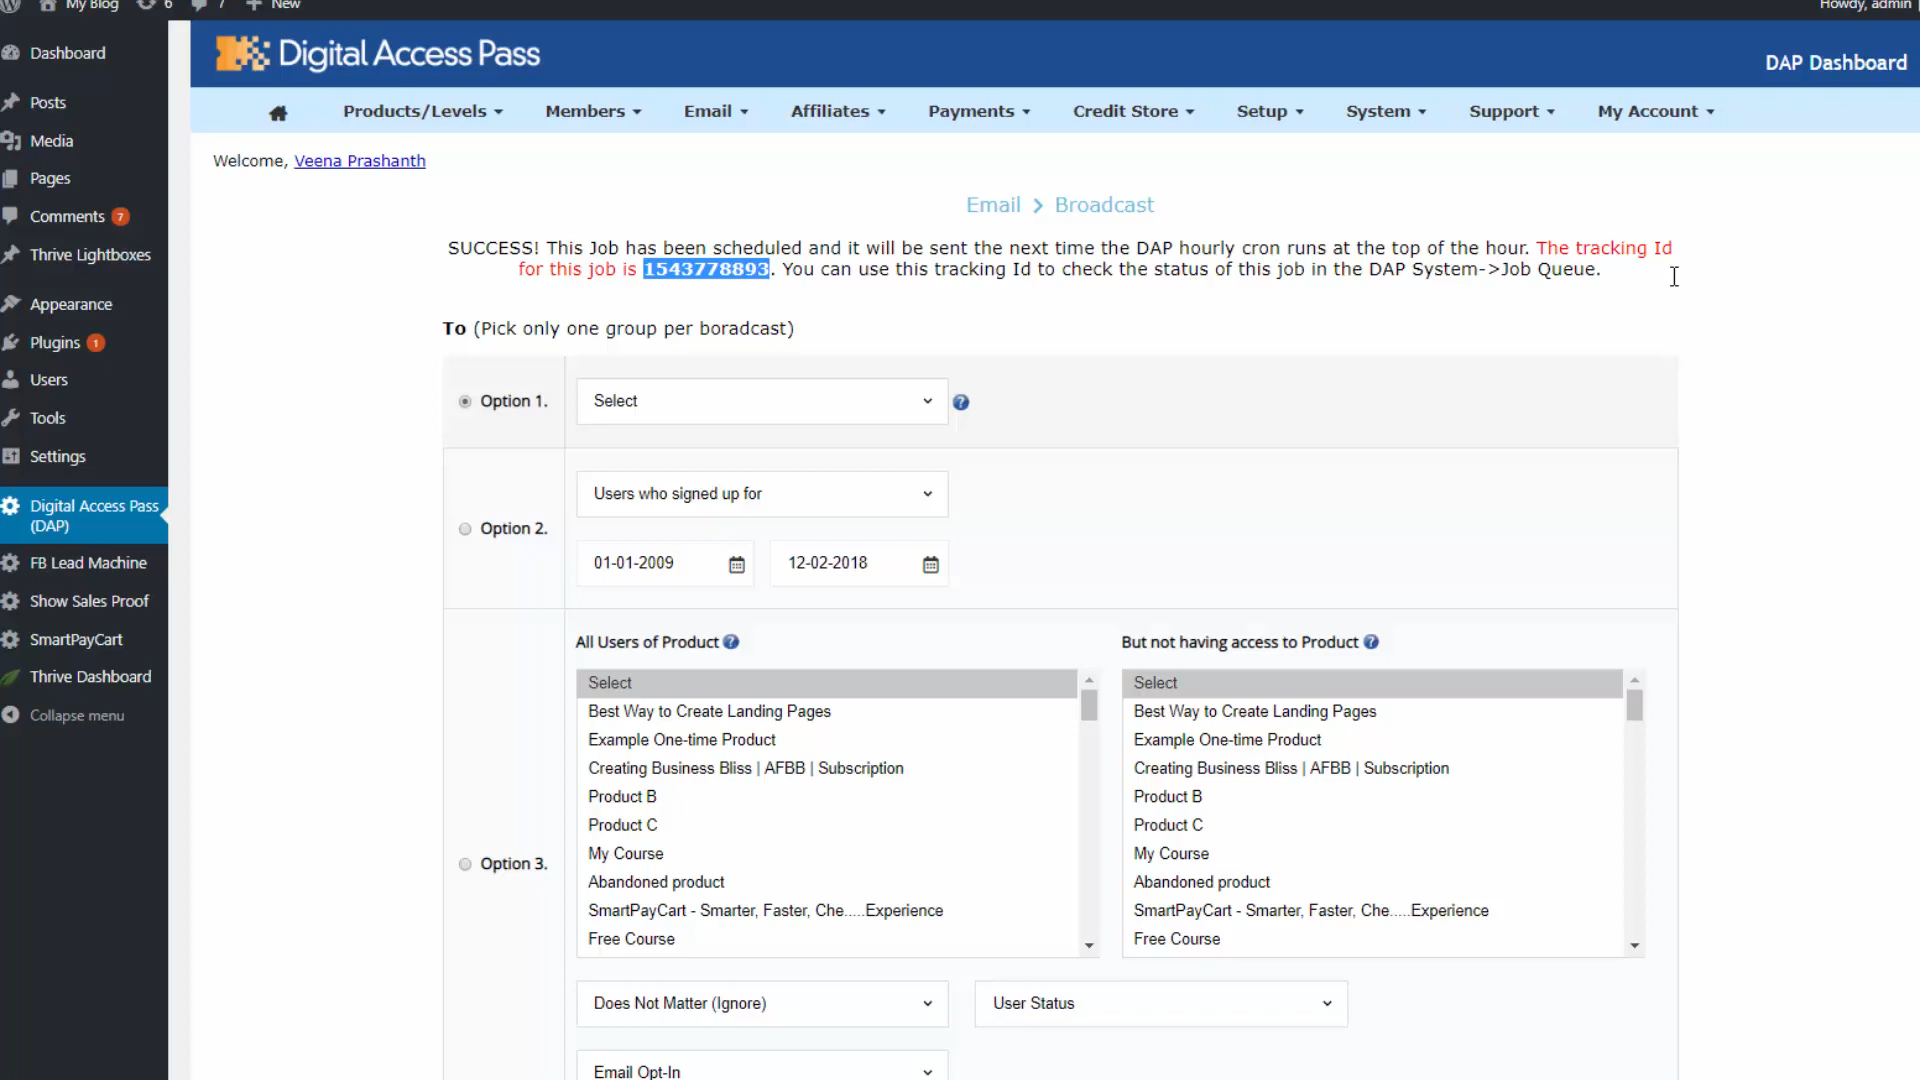 My Blog 6 7 New
Howdy, admin
Dashboard
Posts
Media
Pages
Comments 7
Thrive Lightboxes
Appearance
Plugins 1
Users
Tools
Settings
Digital Access Pass
(DAP)
FB Lead Machine
Show Sales Proof
SmartPayCart
Thrive Dashboard
Collapse menu
Digital Access Pass
DAP Dashboard
Products/Levels Members Email Affiliates Payments Credit Store Setup System Support My Account
Welcome, Veena Prashanth
Email > Broadcast
SUCCESS! This Job has been scheduled and it will be sent the next time the DAP hourly cron runs at the top of the hour. The tracking Id
for this job is 1543778893. You can use this tracking Id to check the status of this job in the DAP System->Job Queue.
To (Pick only one group per boradcast)
Option 1. Select ?
Users who signed up for
Option 2.
01-01-2009 12-02-2018
All Users of Product ? But not having access to Product ?
Select Select
Best Way to Create Landing Pages Best Way to Create Landing Pages
Example One-time Product Example One-time Product
Creating Business Bliss | AFBB | Subscription Creating Business Bliss | AFBB | Subscription
Product B Product B
Product C Product C
My Course My Course
Option 3.
Abandoned product Abandoned product
SmartPayCart - Smarter, Faster, Che.....Experience SmartPayCart - Smarter, Faster, Che.....Experience
Free Course Free Course
Does Not Matter (Ignore) User Status
Email Opt-In